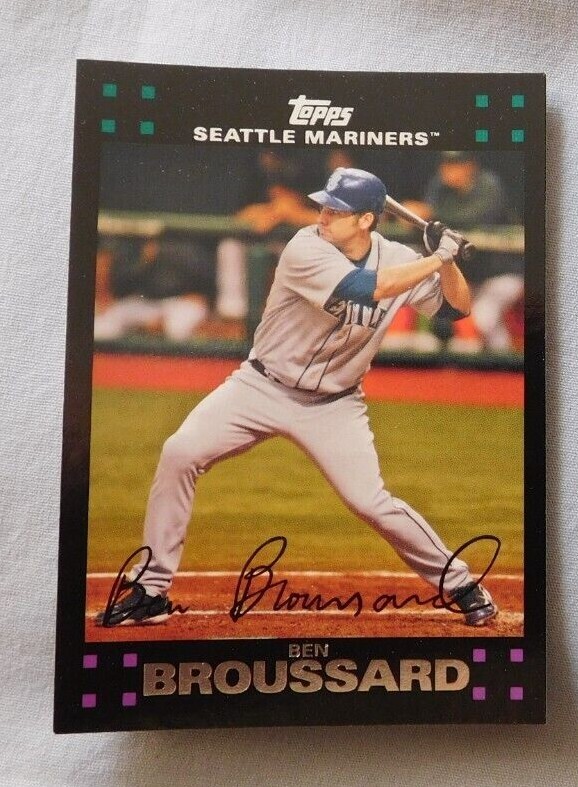 Topps
SEATTLE MARINERS™
Ben Broussard
BEN
BROUSSARD